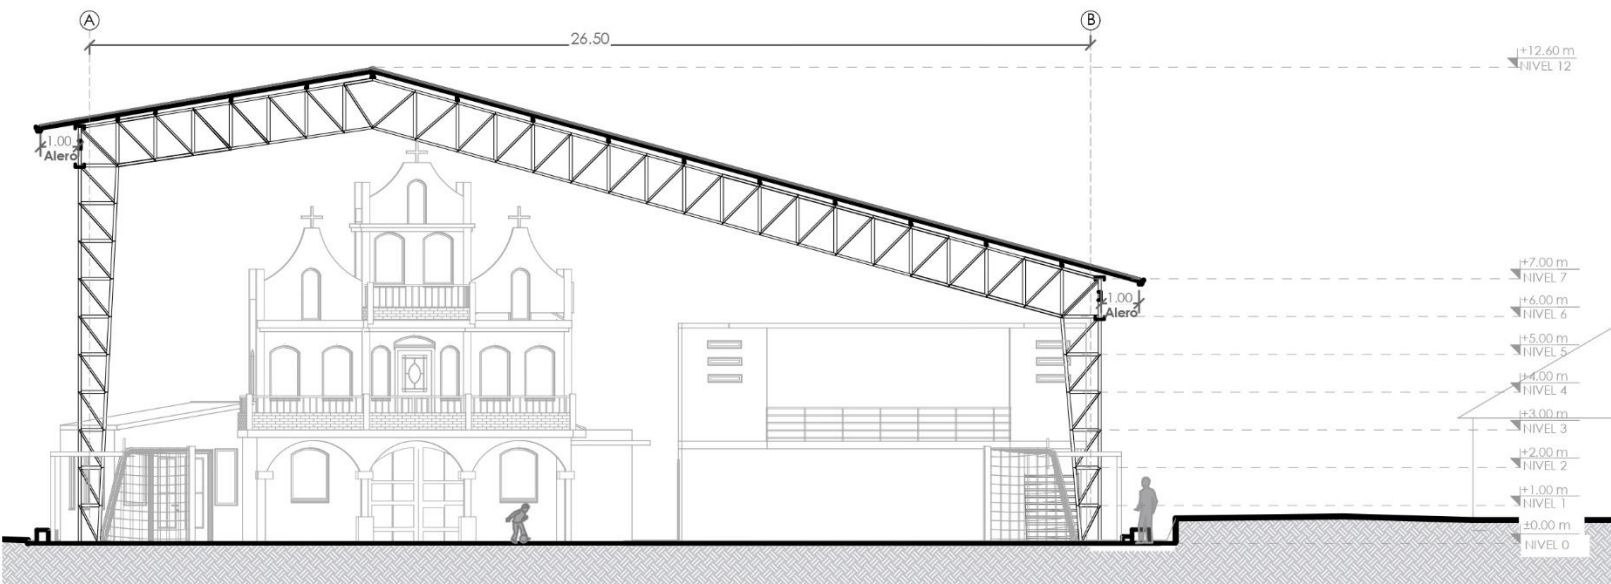 A
B
26.50
+12.60 m
NIVEL 12
1.00
Alero
+7.00 m
NIVEL 7
1.00
Alero
+6.00 m
NIVEL 6
+5.00 m
NIVEL 5
+4.00 m
NIVEL 4
+3.00 m
NIVEL 3
+2.00 m
NIVEL 2
+1.00 m
NIVEL 1
±0.00 m
NIVEL 0